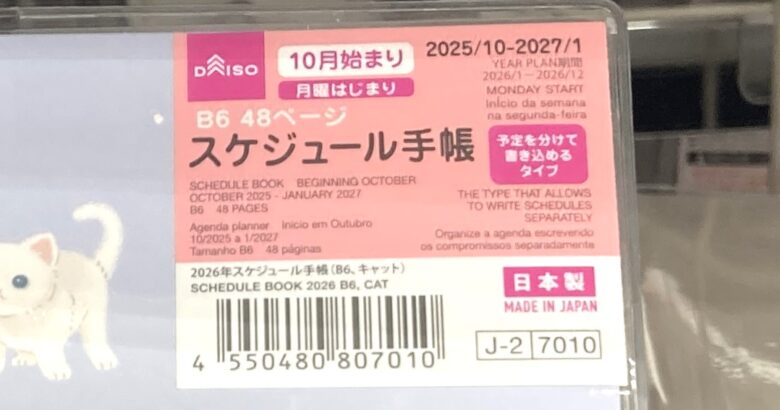 DAISO
10月始まり
月曜はじまり
2025/10-2027/1
YEAR PLAN期間
2026/1-2026/12
MONDAY START
Início da semana
na segunda-feira
B6 48ページ
スケジュール手帳
予定を分けて
書き込める
タイプ
SCHEDULE BOOK BEGINNING OCTOBER
OCTOBER 2025 - JANUARY 2027
B6 48 PAGES
THE TYPE THAT ALLOWS
TO WRITE SCHEDULES
SEPARATELY
Agenda planner Início em Outubro
10/2025 a 1/2027
Tamanho B6 48 páginas
Organize a agenda escrevendo
os compromissos separadamente
2026年スケジュール手帳(B6、キャット)
SCHEDULE BOOK 2026 B6, CAT
日本製
MADE IN JAPAN
4 550480 807010
J-2 7010